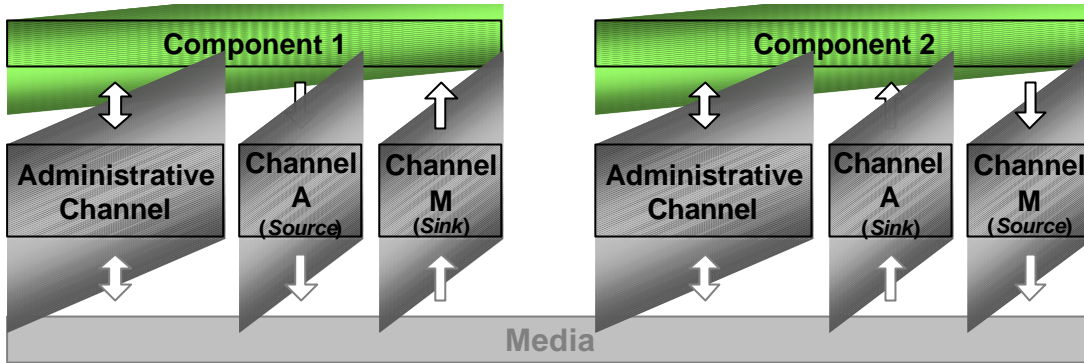 Component 1
Component 2
Administrative
Channel
Channel
A
(Source)
Channel
M
(Sink)
Administrative
Channel
Channel
A
(Sink)
Channel
M
(Source)
Media